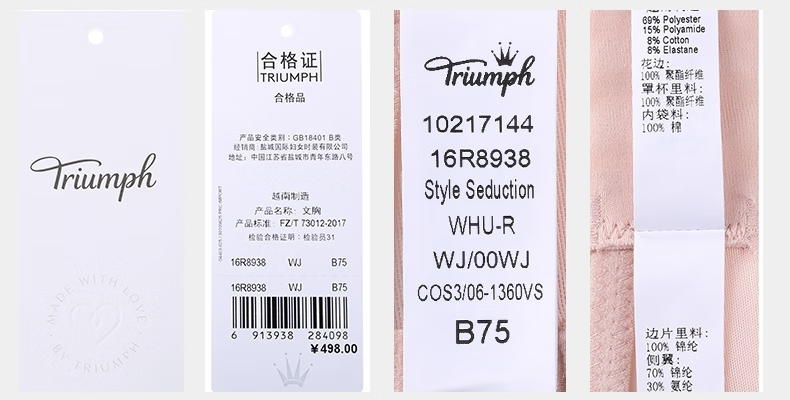 Triumph
MADE WITH LOVE
BY TRIUMPH
合格证
TRIUMPH
合格品
产品安全类别：GB18401 B类
经销商：盐城国际妇女时装有限公司
地址：中国江苏省盐城市青年东路八号
越南制造
产品名称：文胸
产品标准：FZ/T 73012-2017
检验合格证明：检验员31
16R8938 WJ B75
16R8938 WJ B75
6 913938 284098
￥498.00
Triumph
10217144
16R8938
Style Seduction
WHU-R
WJ/00WJ
COS3/06-1360VS
B75
69% Polyester
15% Polyamide
8% Cotton
8% Elastane
花边：
100% 聚酯纤维
罩杯里料：
100% 聚酯纤维
内袋料：
100% 棉
边片里料：
100% 锦纶
侧翼：
70% 锦纶
30% 氨纶